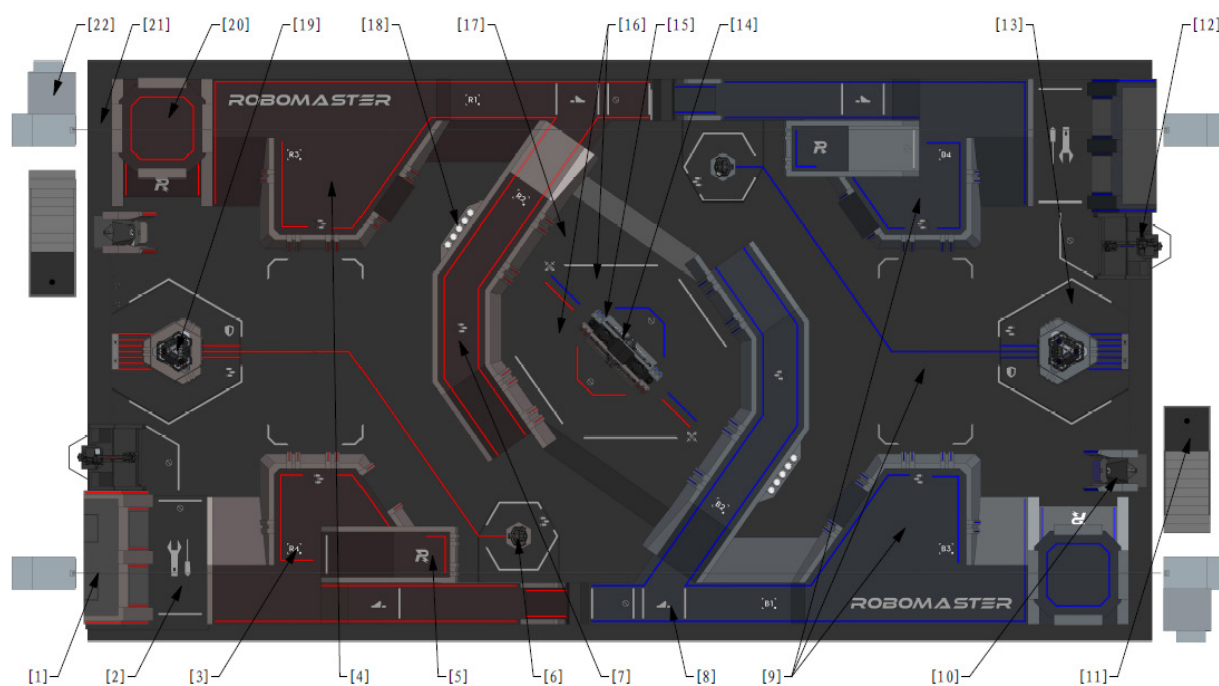 [22] [21] [20] [19] [18] [17] [16] [15] [14] [13] [12]
ROBOMASTER R1
R3 B4
R2
B2
R4 B3
B1 ROBOMASTER
[1] [2] [3] [4] [5] [6] [7] [8] [9] [10] [11]